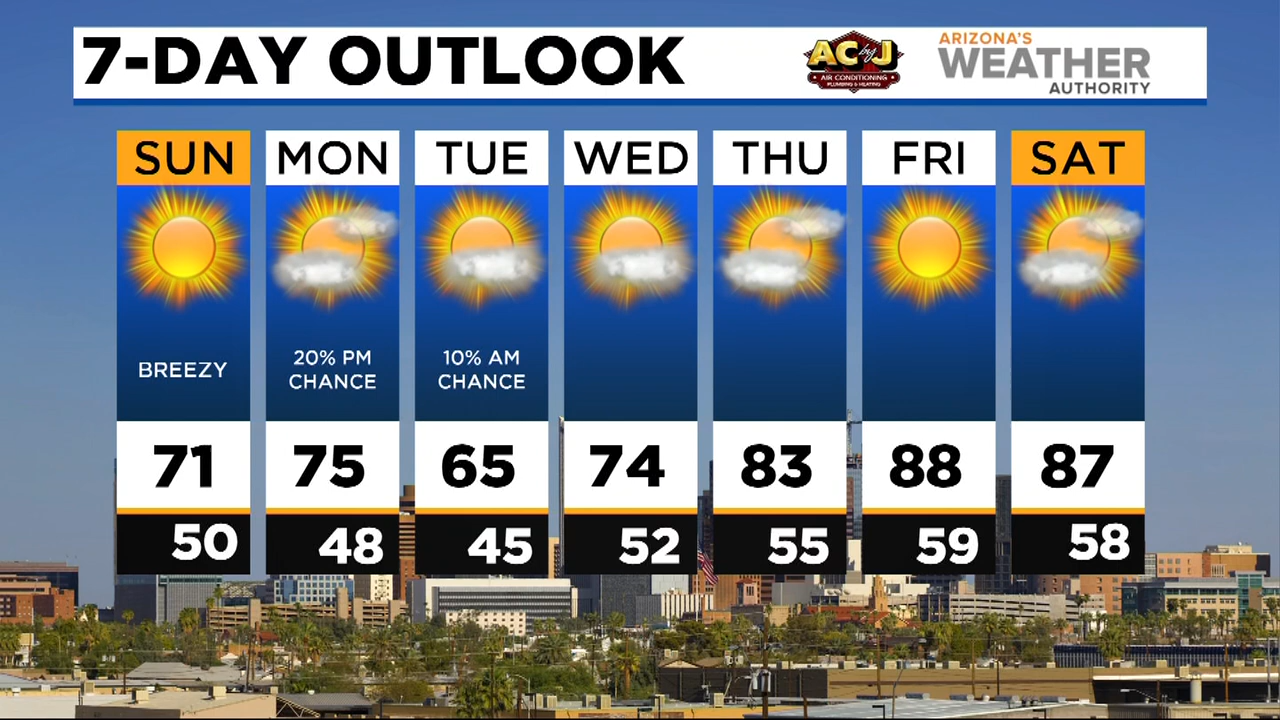 7-DAY OUTLOOK
AC by J
AIR CONDITIONING
PLUMBING & HEATING
ARIZONA'S
WEATHER
AUTHORITY
SUN MON TUE WED THU FRI SAT
BREEZY
20% PM
CHANCE
10% AM
CHANCE
71 75 65 74 83 88 87
50 48 45 52 55 59 58